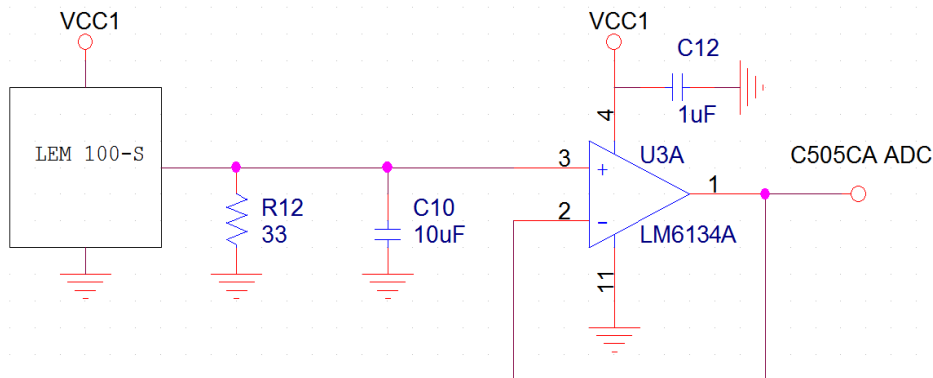 VCC1
VCC1
C12
1uF
4
LEM 100-S
3
+
U3A
1
C505CA ADC
R12
33
C10
10uF
2
-
LM6134A
11